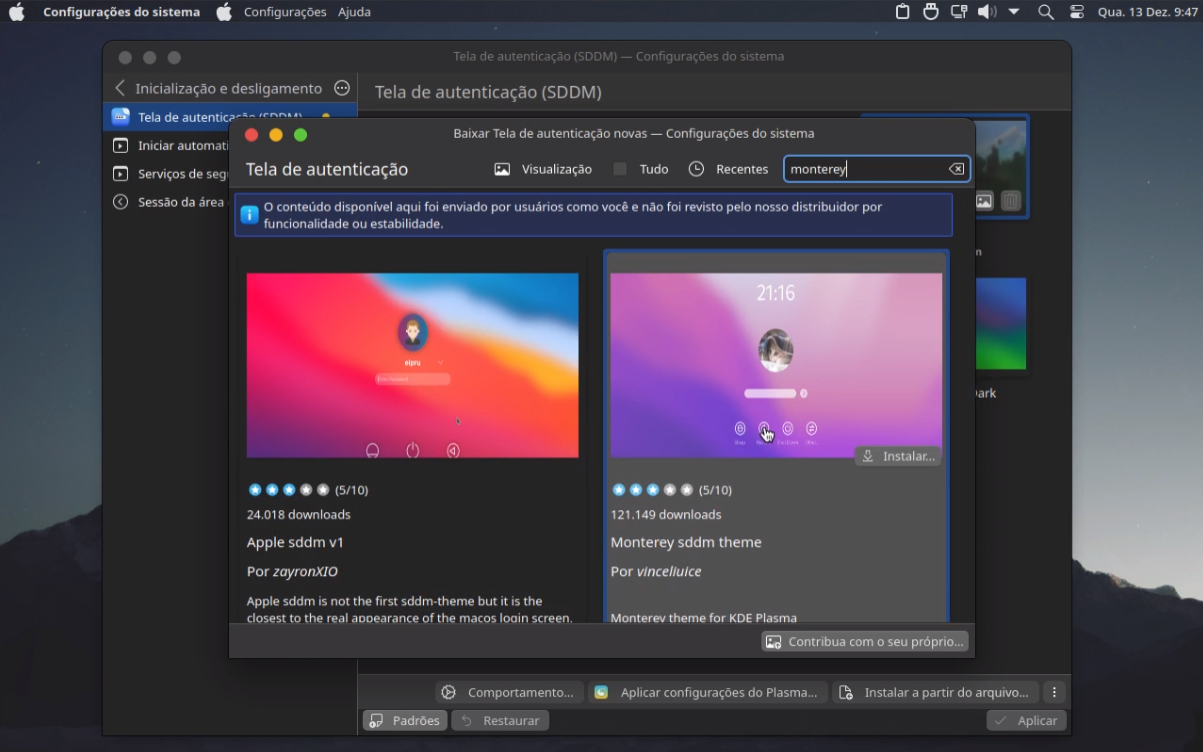 Configurações do sistema Configurações Ajuda Qua. 13 Dez. 9:47
Tela de autenticação (SDDM) — Configurações do sistema
Inicialização e desligamento
Tela de autenticação (SDDM)
Tela de autenticação (SDDM)
Iniciar automati
Serviços de seg
Sessão da área
Baixar Tela de autenticação novas — Configurações do sistema
Tela de autenticação Visualização Tudo Recentes monterey
O conteúdo disponível aqui foi enviado por usuários como você e não foi revisto pelo nosso distribuidor por
funcionalidade ou estabilidade.
elpru
21:16
Instalar...
(5/10)
24.018 downloads
Apple sddm v1
Por zayronXIO
Apple sddm is not the first sddm-theme but it is the
closest to the real appearance of the macos login screen.
(5/10)
121.149 downloads
Monterey sddm theme
Por vinceliuice
Monterey theme for KDE Plasma
Contribua com o seu próprio...
ark
Comportamento... Aplicar configurações do Plasma... Instalar a partir do arquivo...
Padrões Restaurar Aplicar